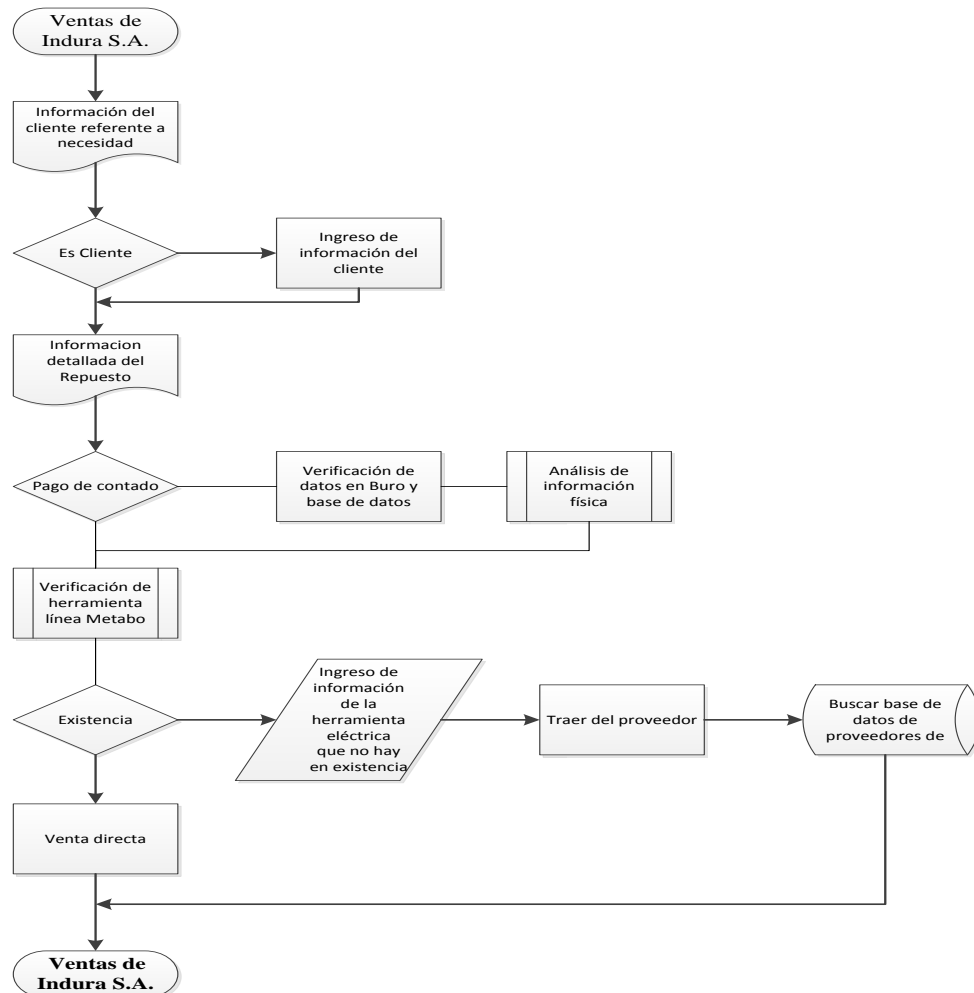 Ventas de
Indura S.A.
Información del
cliente referente a
necesidad
Es Cliente
Ingreso de
información del
cliente
Informacion
detallada del
Repuesto
Pago de contado
Verificación de
datos en Buro y
base de datos
Análisis de
información
física
Verificación de
herramienta
línea Metabo
Existencia
Ingreso de
información
de la
herramienta
eléctrica
que no hay
en existencia
Traer del proveedor
Buscar base de
datos de
proveedores de
Venta directa
Ventas de
Indura S.A.